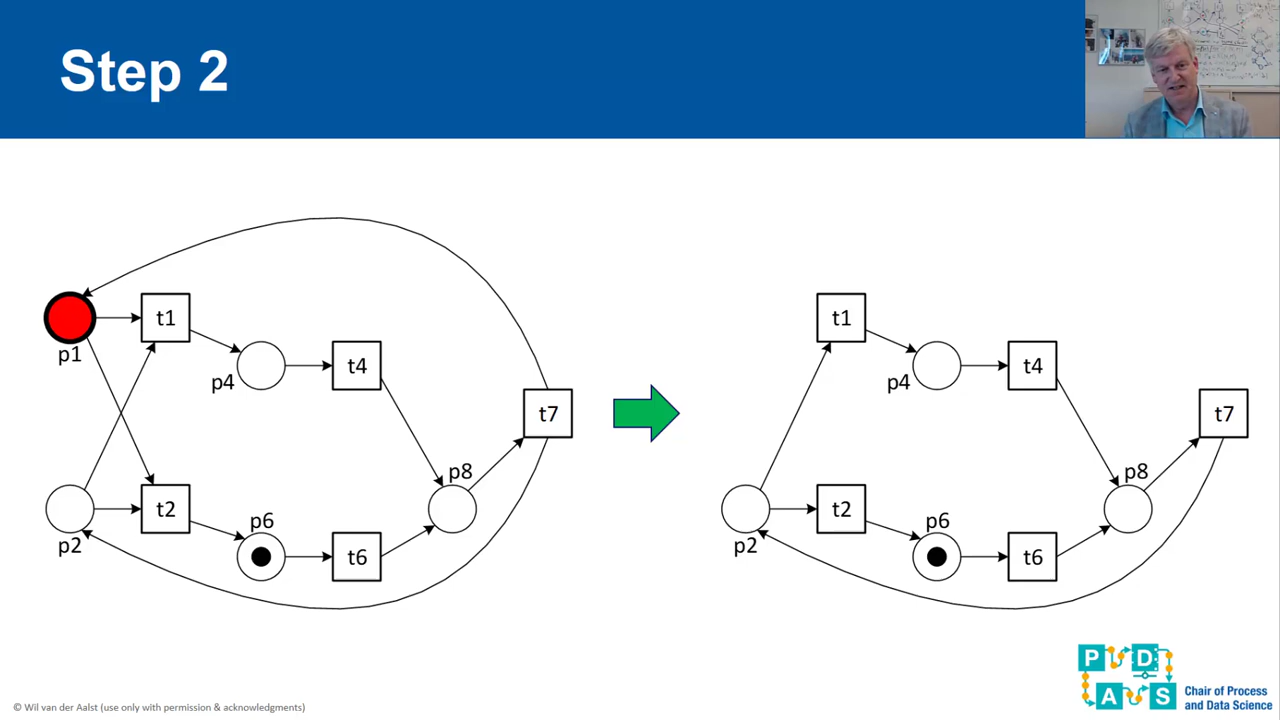 Step 2
p1
t1
p4
t4
t7
p8
p2
t2
p6
t6
t1
p4
t4
t7
p8
p2
t2
p6
t6
P D
A S
Chair of Process
and Data Science
© Wil van der Aalst (use only with permission & acknowledgments)